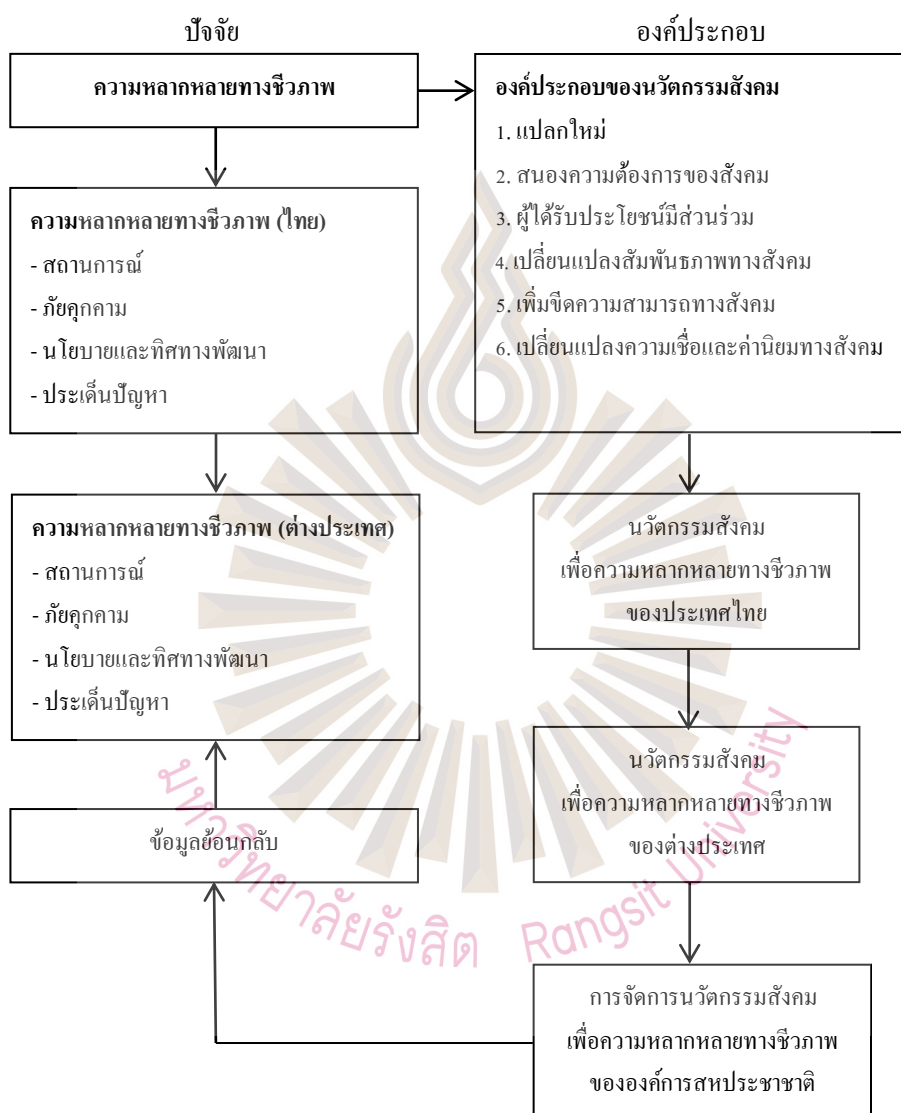 ปัจจัย
องค์ประกอบ
ความหลากหลายทางชีวภาพ
องค์ประกอบของนวัตกรรมสังคม
1. แปลกใหม่
2. สนองความต้องการของสังคม
3. ผู้ได้รับประโยชน์มีส่วนร่วม
4. เปลี่ยนแปลงสัมพันธภาพทางสังคม
5. เพิ่มขีดความสามารถทางสังคม
6. เปลี่ยนแปลงความเชื่อและค่านิยมทางสังคม
ความหลากหลายทางชีวภาพ (ไทย)
- สถานการณ์
- ภัยคุกคาม
- นโยบายและทิศทางพัฒนา
- ประเด็นปัญหา
ความหลากหลายทางชีวภาพ (ต่างประเทศ)
- สถานการณ์
- ภัยคุกคาม
- นโยบายและทิศทางพัฒนา
- ประเด็นปัญหา
นวัตกรรมสังคม
เพื่อความหลากหลายทางชีวภาพ
ของประเทศไทย
นวัตกรรมสังคม
เพื่อความหลากหลายทางชีวภาพ
ของต่างประเทศ
ข้อมูลย้อนกลับ
การจัดการนวัตกรรมสังคม
เพื่อความหลากหลายทางชีวภาพ
ขององค์การสหประชาชาติ
มหาวิทยาลัยรังสิต Rangsit University